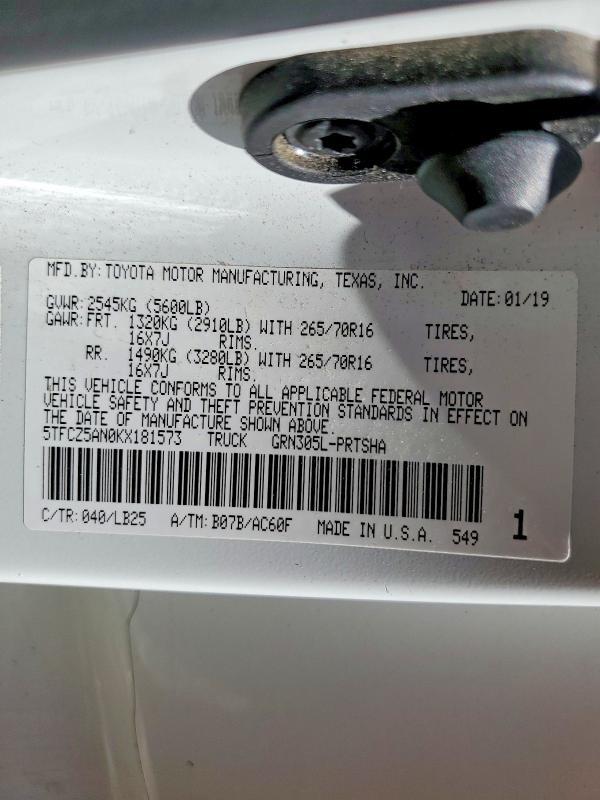 MFD.BY:TOYOTA MOTOR MANUFACTURING, TEXAS, INC.
DATE:01/19
GVWR:2545KG (5600LB)
GAWR:FRT. 1320KG (2910LB) WITH 265/70R16 TIRES,
16X7J RIMS.
RR. 1490KG (3280LB) WITH 265/70R16 TIRES,
16X7J RIMS.
THIS VEHICLE CONFORMS TO ALL APPLICABLE FEDERAL MOTOR
VEHICLE SAFETY AND THEFT PREVENTION STANDARDS IN EFFECT ON
THE DATE OF MANUFACTURE SHOWN ABOVE.
5TFCZ5AN0KX181573 TRUCK GRN305L-PRTSHA
C/TR:040/LB25 A/TM:B07B/AC60F MADE IN U.S.A. 549 1